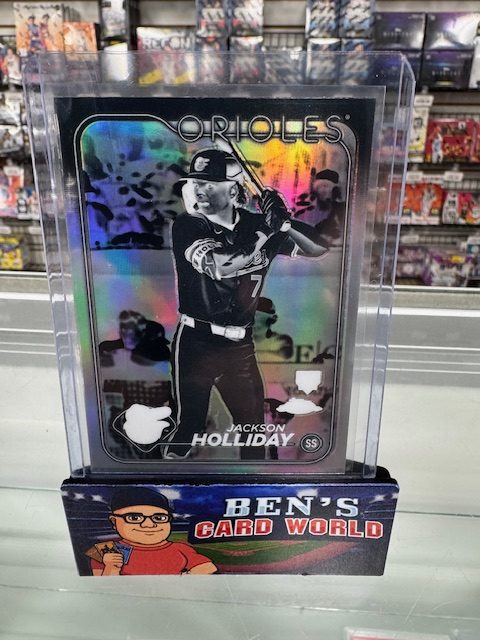 ORIOLES
7
JACKSON
HOLLIDAY SS
BEN'S
CARD WORLD